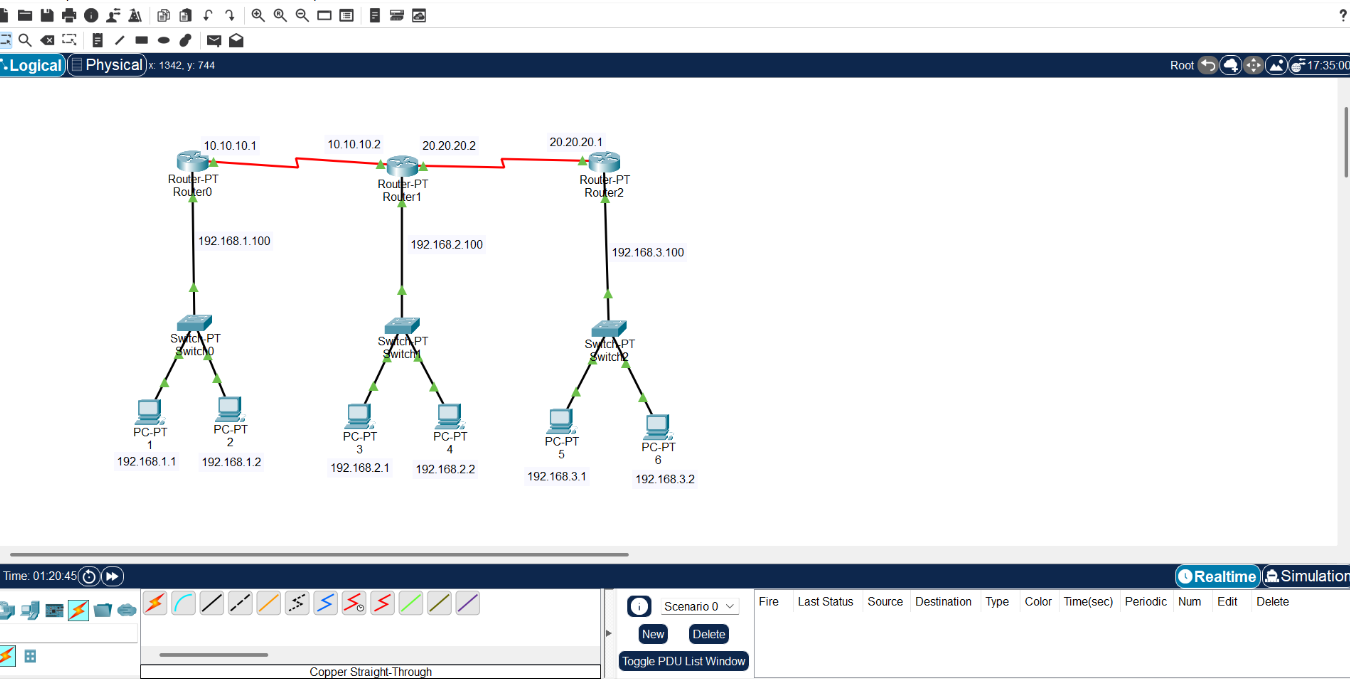 ?
Logical Physical x: 1342, y: 744 Root 17:35:00
10.10.10.1 10.10.10.2 20.20.20.2 20.20.20.1
Router-PT
Router0
Router-PT
Router1
Router-PT
Router2
192.168.1.100
192.168.2.100
192.168.3.100
Switch-PT
Switch0
Switch-PT
Switch1
Switch-PT
Switch2
PC-PT
1
PC-PT
2
PC-PT
3
PC-PT
4
PC-PT
5
PC-PT
6
192.168.1.1 192.168.1.2
192.168.2.1 192.168.2.2
192.168.3.1 192.168.3.2
Time: 01:20:45 Realtime Simulation
Scenario 0
New Delete
Toggle PDU List Window
Fire Last Status Source Destination Type Color Time(sec) Periodic Num Edit Delete
Copper Straight-Through